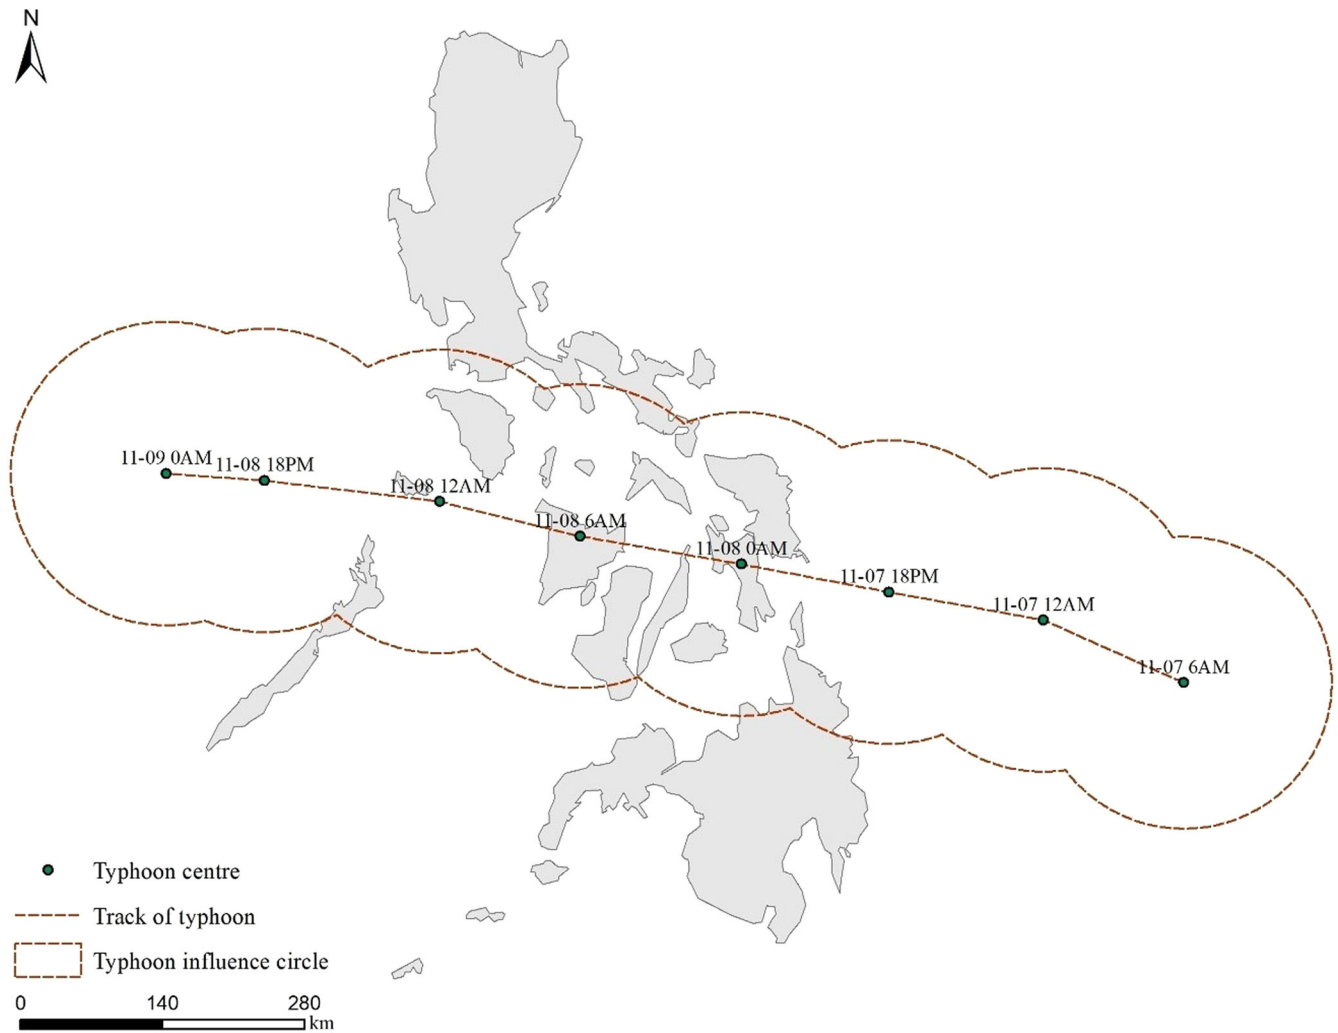 N
11-09 0AM
11-08 18PM
11-08 12AM
11-08 6AM
11-08 0AM
11-07 18PM
11-07 12AM
11-07 6AM
Typhoon centre
Track of typhoon
Typhoon influence circle
0 140 280
km